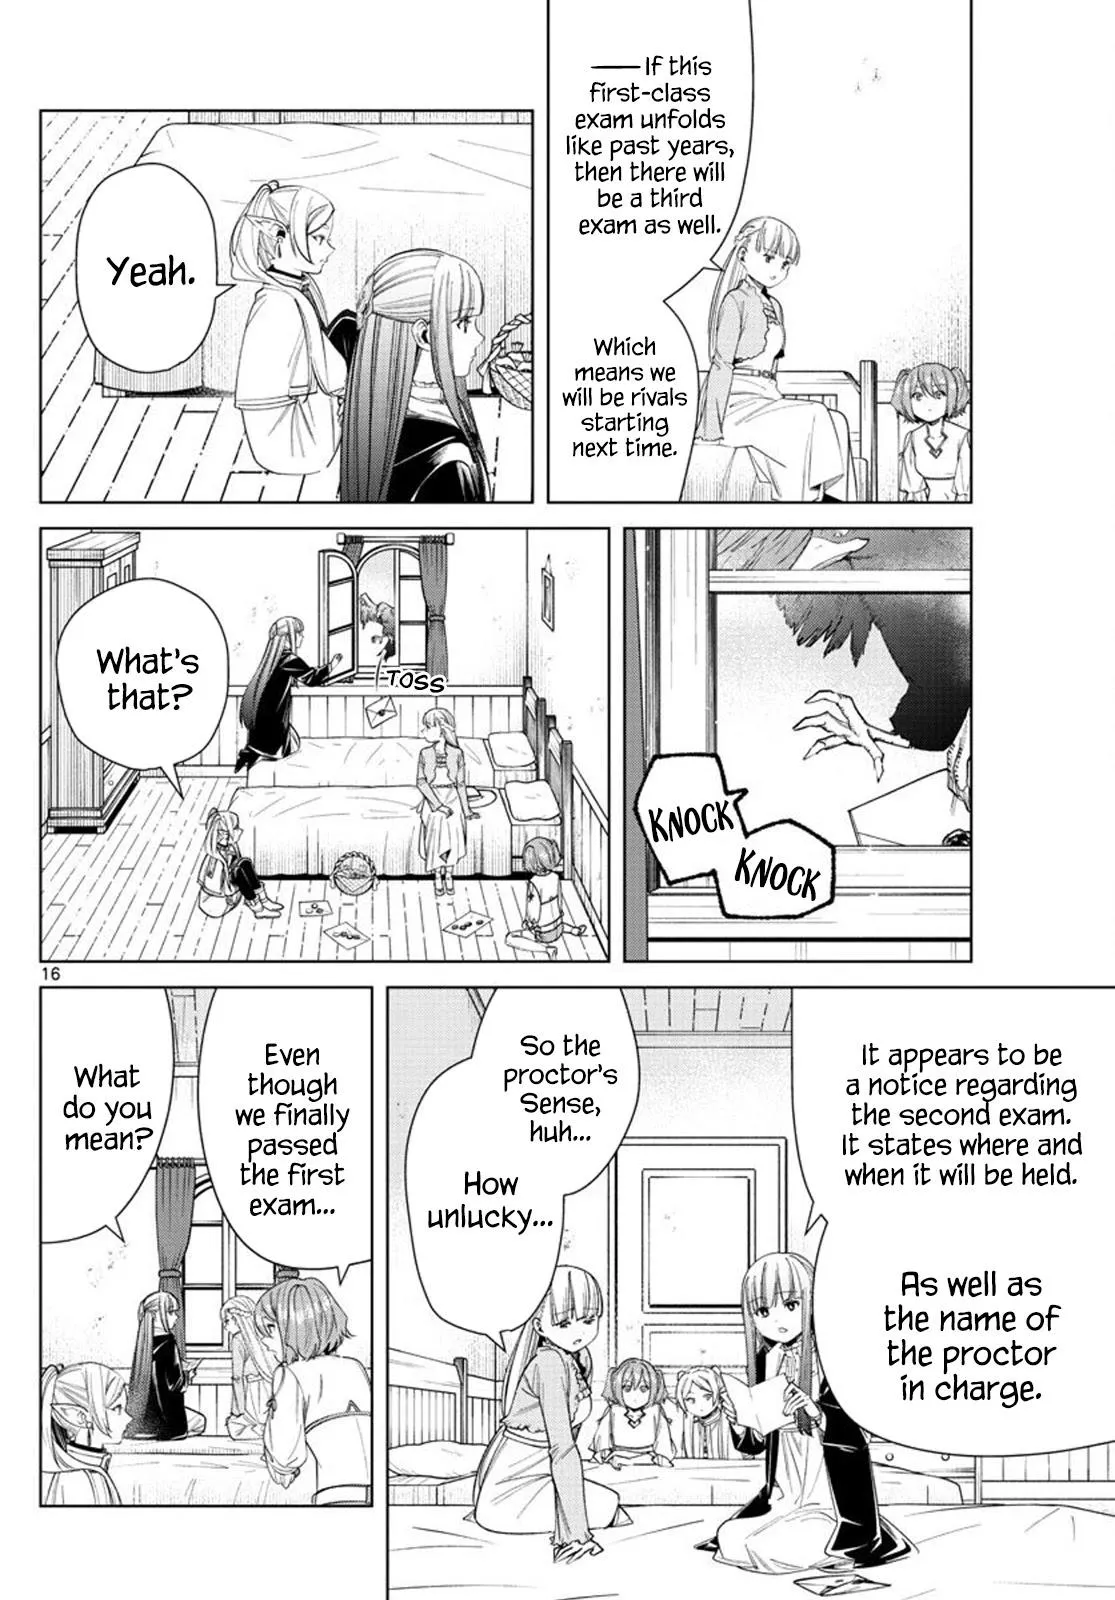 —If this
first-class
exam unfolds
like past years,
then there will
be a third
exam as well.
Which
means we
will be rivals
starting
next time.
Yeah.
KNOCK
KNOCK
TOSS
What's
that?
It appears to be
a notice regarding
the second exam.
It states where and
when it will be held.
As well as
the name of
the proctor
in charge.
So the
proctor's
Sense,
huh...
How
unlucky...
Even
though
we finally
passed
the first
exam...
What
do you
mean?
16